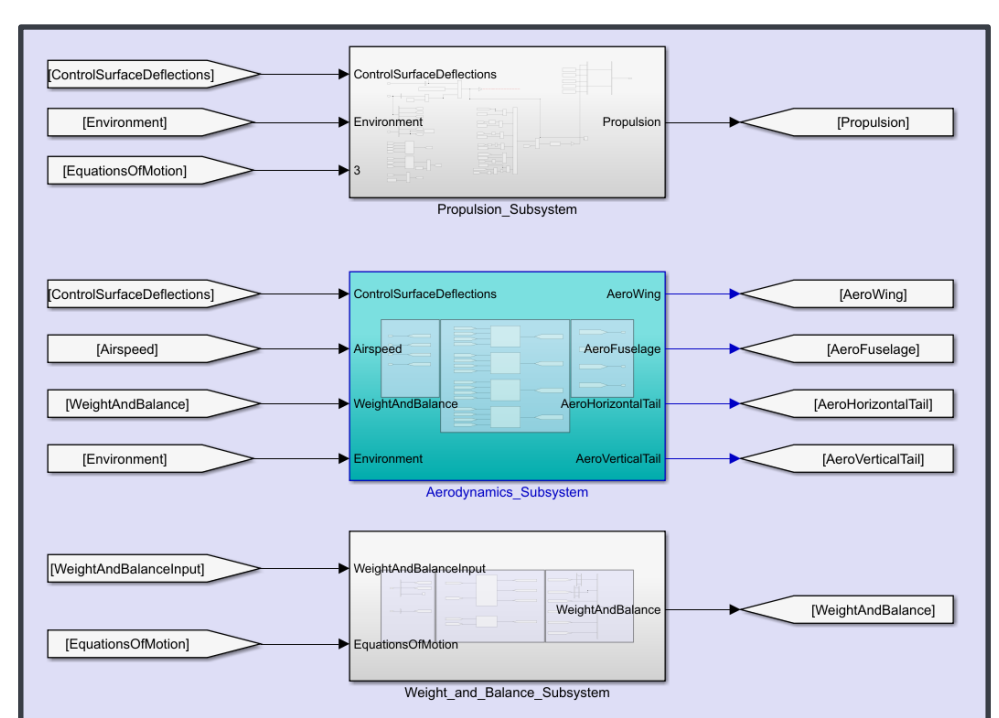 [ControlSurfaceDeflections]
ControlSurfaceDeflections
[Environment]
Environment
Propulsion
[Propulsion]
[EquationsOfMotion]
3
Propulsion_Subsystem
[ControlSurfaceDeflections]
ControlSurfaceDeflections
AeroWing
[AeroWing]
[Airspeed]
Airspeed
AeroFuselage
[AeroFuselage]
[WeightAndBalance]
WeightAndBalance
AeroHorizontalTail
[AeroHorizontalTail]
[Environment]
Environment
AeroVerticalTail
[AeroVerticalTail]
Aerodynamics_Subsystem
[WeightAndBalanceInput]
WeightAndBalanceInput
WeightAndBalance
[WeightAndBalance]
[EquationsOfMotion]
EquationsOfMotion
Weight_and_Balance_Subsystem